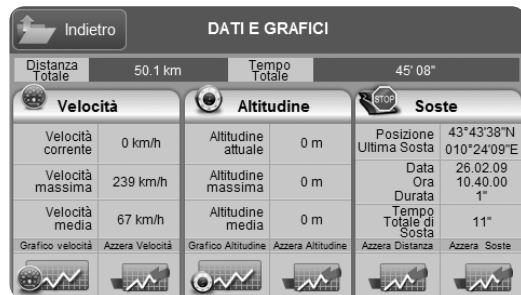 Indietro
DATI E GRAFICI
Distanza Totale
50.1 km
Tempo Totale
45' 08"
Velocità
Altitudine
STOP
Soste
Velocità corrente
0 km/h
Altitudine attuale
0 m
Posizione Ultima Sosta
43°43'38"N
010°24'09"E
Velocità massima
239 km/h
Altitudine massima
0 m
Data
Ora
Durata
26.02.09
10.40.00
1"
Velocità media
67 km/h
Altitudine media
0 m
Tempo Totale di Sosta
11"
Grafico velocità
Azzera Velocità
Grafico Altitudine
Azzera Altitudine
Azzera Distanza
Azzera Soste